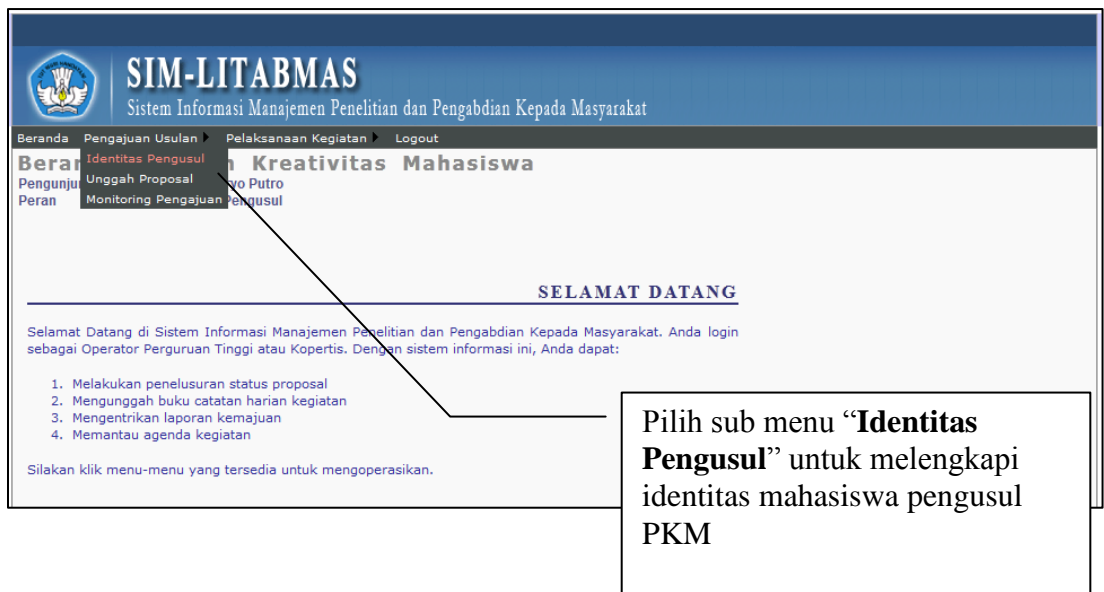 SIM-LITABMAS
Sistem Informasi Manajemen Penelitian dan Pengabdian Kepada Masyarakat
Beranda Pengajuan Usulan Pelaksanaan Kegiatan Logout
Kreativitas Mahasiswa
Identitas Pengusul
Putro
Unggah Proposal
Peran Pengusul
Monitoring Pengajuan
SELAMAT DATANG
Selamat Datang di Sistem Informasi Manajemen Penelitian dan Pengabdian Kepada Masyarakat. Anda login
sebagai Operator Perguruan Tinggi atau Kopertis. Dengan sistem informasi ini, Anda dapat:
1. Melakukan penelusuran status proposal
2. Mengunggah buku catatan harian kegiatan
3. Mengentrikan laporan kemajuan
4. Memantau agenda kegiatan
Silakan klik menu-menu yang tersedia untuk mengoperasikan.
Pilih sub menu “Identitas
Pengusul” untuk melengkapi
identitas mahasiswa pengusul
PKM